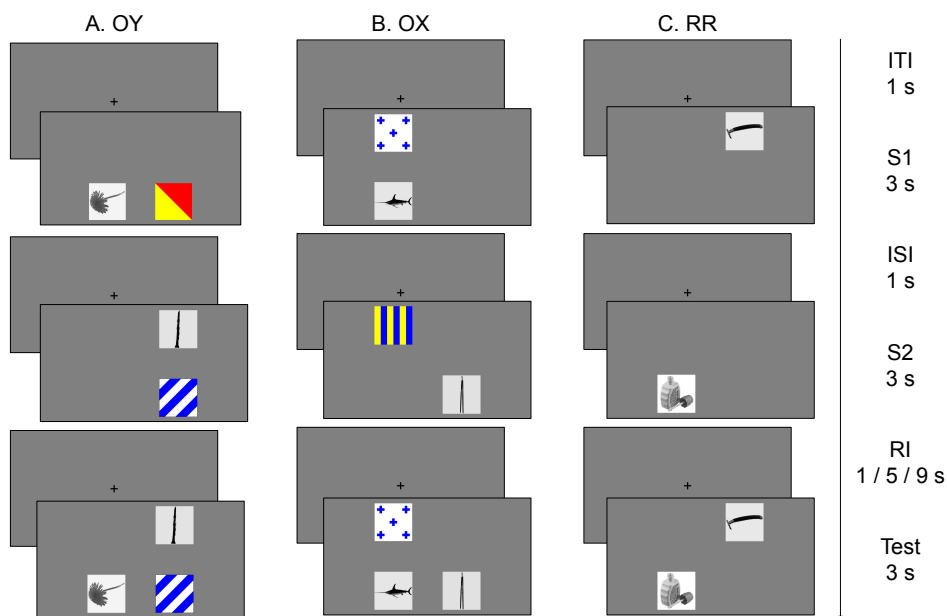 A. OY
B. OX
C. RR
ITI
1 s
S1
3 s
ISI
1 s
S2
3 s
RI
1 / 5 / 9 s
Test
3 s